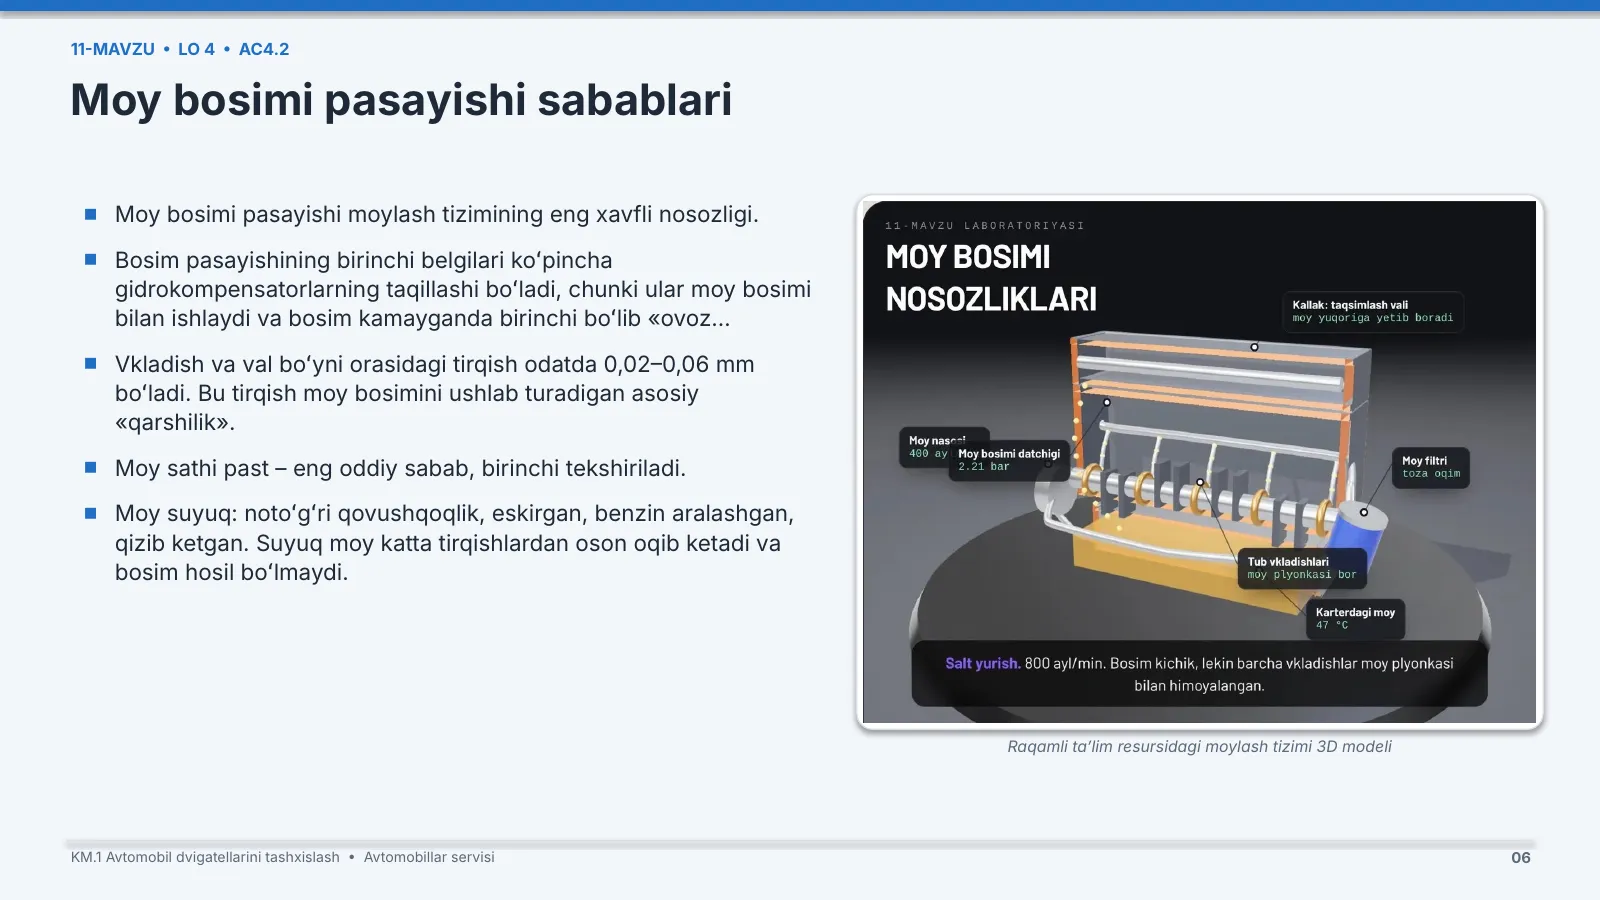 11-MAVZU • LO 4 • AC4.2
Moy bosimi pasayishi sabablari
Moy bosimi pasayishi moylash tizimining eng xavfli nosozligi.
Bosim pasayishining birinchi belgilari koʻpincha
gidrokompensatorlarning taqillashi boʻladi, chunki ular moy bosimi
bilan ishlaydi va bosim kamayganda birinchi boʻlib «ovoz...
Vkladish va val boʻyni orasidagi tirqish odatda 0,02–0,06 mm
boʻladi. Bu tirqish moy bosimini ushlab turadigan asosiy
«qarshilik».
Moy sathi past – eng oddiy sabab, birinchi tekshiriladi.
Moy suyuq: notoʻgʻri qovushqoqlik, eskirgan, benzin aralashgan,
qizib ketgan. Suyuq moy katta tirqishlardan oson oqib ketadi va
bosim hosil boʻlmaydi.
11-MAVZU LABORATORIYASI
MOY BOSIMI
NOSOZLIKLARI
Kallak: taqsimlash vali
moy yuqoriga yetib boradi
Moy nasosi
400 ay
Moy bosimi datchigi
2.21 bar
Moy filtri
toza oqim
Tub vkladishlari
moy plyonkasi bor
Karterdagi moy
47 °C
Salt yurish. 800 ayl/min. Bosim kichik, lekin barcha vkladishlar moy plyonkasi
bilan himoyalangan.
Raqamli ta’lim resursidagi moylash tizimi 3D modeli
KM.1 Avtomobil dvigatellarini tashxislash • Avtomobillar servisi
06